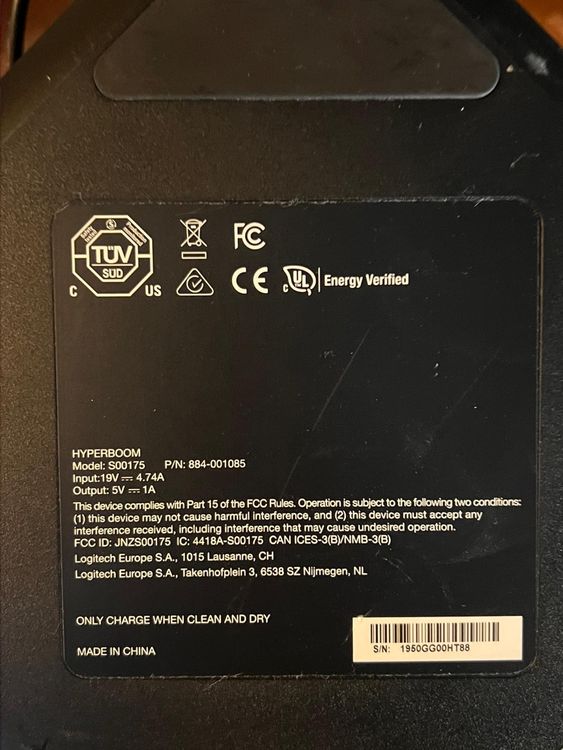 TÜV
SÜD
C US
FC
CE
C UL Energy Verified
HYPERBOOM
Model: S00175 P/N: 884-001085
Input:19V⎓ 4.74A
Output: 5V⎓ 1A
This device complies with Part 15 of the FCC Rules. Operation is subject to the following two conditions:
(1) this device may not cause harmful interference, and (2) this device must accept any
interference received, including interference that may cause undesired operation.
FCC ID: JNZS00175 IC: 4418A-S00175 CAN ICES-3(B)/NMB-3(B)
Logitech Europe S.A., 1015 Lausanne, CH
Logitech Europe S.A., Takenhofplein 3, 6538 SZ Nijmegen, NL
ONLY CHARGE WHEN CLEAN AND DRY
MADE IN CHINA
S/N: 1950GG00HT88